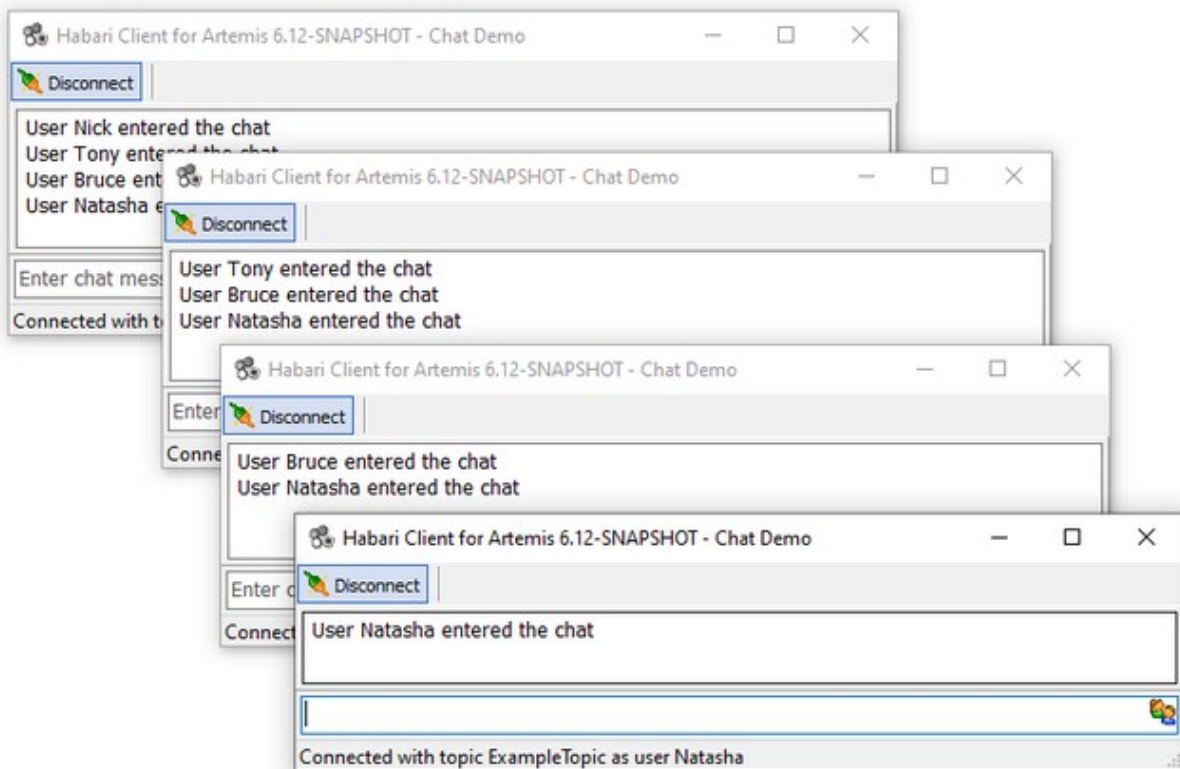 Habari Client for Artemis 6.12-SNAPSHOT - Chat Demo
Disconnect
User Nick entered the chat
User Tony entered the chat
User Bruce ent
User Natasha e
Enter chat mess
Connected with t
Habari Client for Artemis 6.12-SNAPSHOT - Chat Demo
Disconnect
User Tony entered the chat
User Bruce entered the chat
User Natasha entered the chat
Enter
Conne
Habari Client for Artemis 6.12-SNAPSHOT - Chat Demo
Disconnect
User Bruce entered the chat
User Natasha entered the chat
Enter c
Connect
Habari Client for Artemis 6.12-SNAPSHOT - Chat Demo
Disconnect
User Natasha entered the chat
Connected with topic ExampleTopic as user Natasha